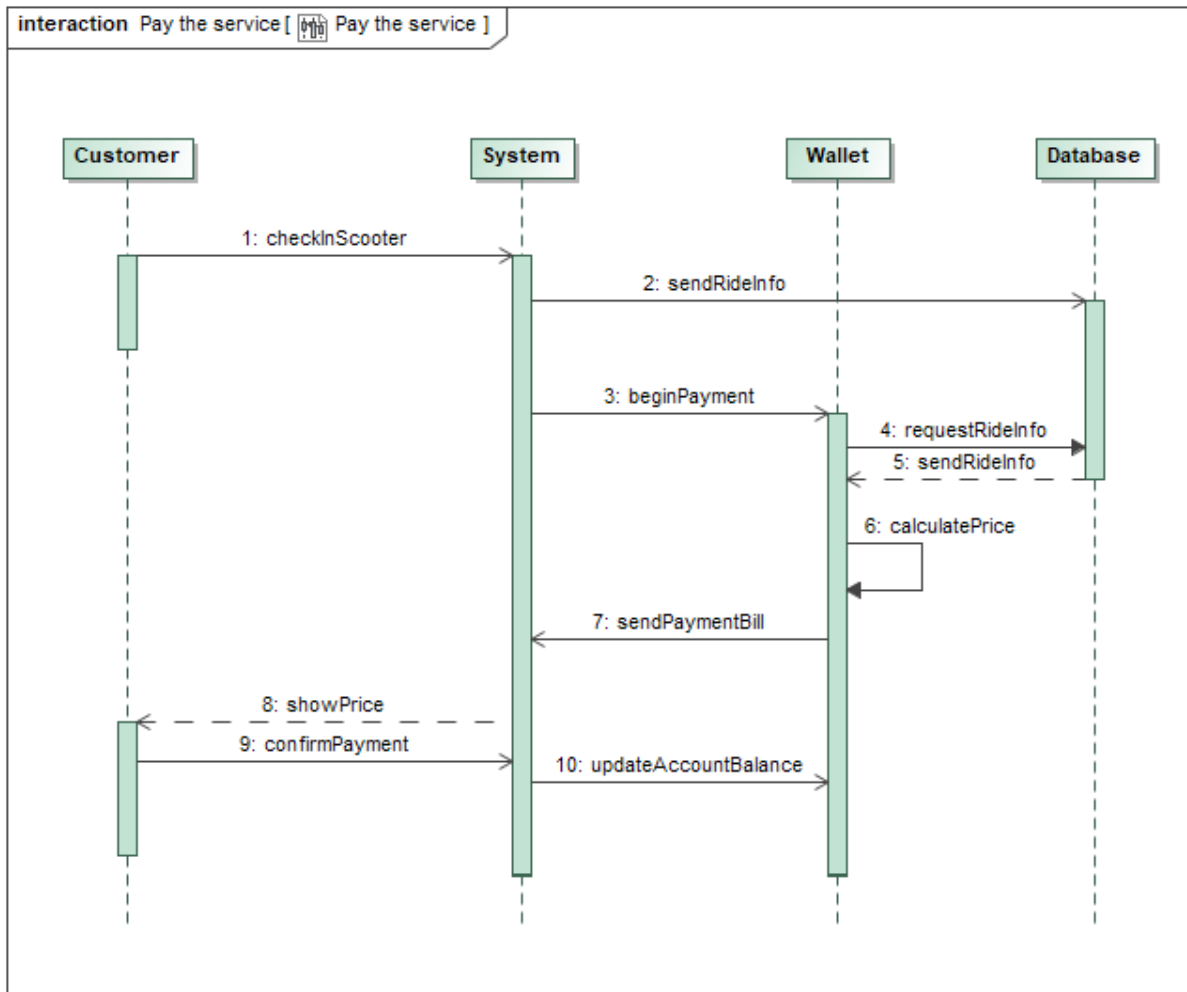 interaction Pay the service [ Pay the service ]
Customer
System
Wallet
Database
1: checkInScooter
2: sendRideInfo
3: beginPayment
4: requestRideInfo
5: sendRideInfo
6: calculatePrice
7: sendPaymentBill
8: showPrice
9: confirmPayment
10: updateAccountBalance